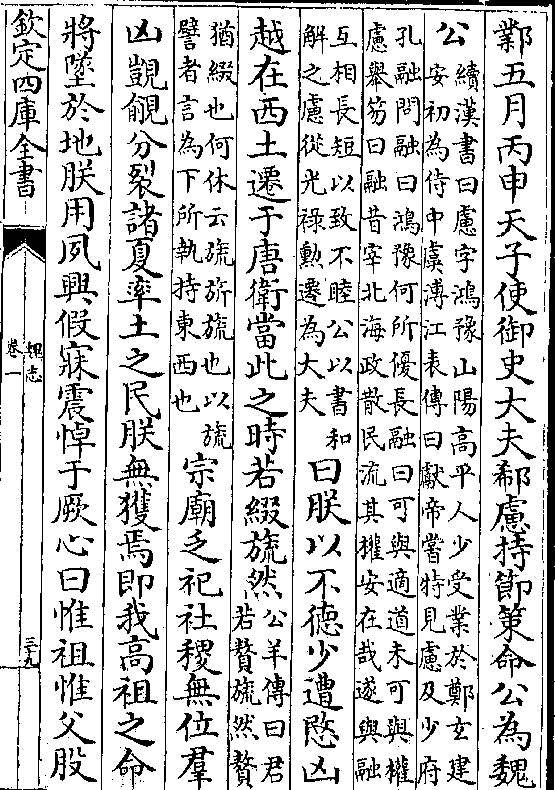 鄴五月丙申天子使御史大夫郗慮持節策命公為魏
公
續漢書曰慮字鴻豫山陽高平人少受業於鄭玄建
安初為侍中虞溥江表傳曰獻帝嘗特見慮及少府
孔融問融曰鴻豫何所優長融曰可與適道未可與權
慮舉笏曰融昔宰北海政散民流其權安在哉遂與融
互相長短以致不睦公以書和
解之慮從光祿勳遷為大夫
曰朕以不德少遭愍凶
越在西土遷于唐衛當此之時若綴旒然
公羊傳曰君
若贅旒然贅
猶綴也何休云旒旂旒也以旒
譬者言為下所執持東西也
宗廟乏祀社稷無位羣
凶覬覦分裂諸夏率土之民朕無獲焉即我高祖之命
將墜於地朕用夙興假寐震悼于厥心曰惟祖惟父股
欽定四庫全書
魏志
卷一
三十九